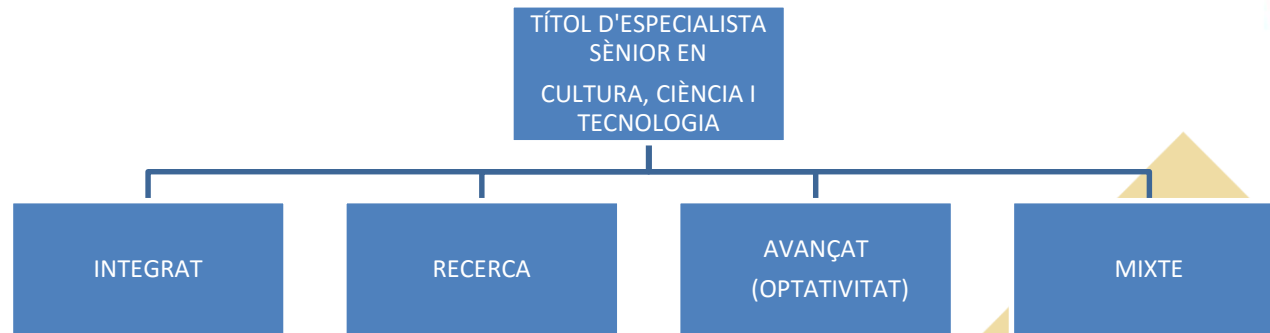 TÍTOL D'ESPECIALISTA
SÈNIOR EN
CULTURA, CIÈNCIA I
TECNOLOGIA
INTEGRAT
RECERCA
AVANÇAT
(OPTATIVITAT)
MIXTE